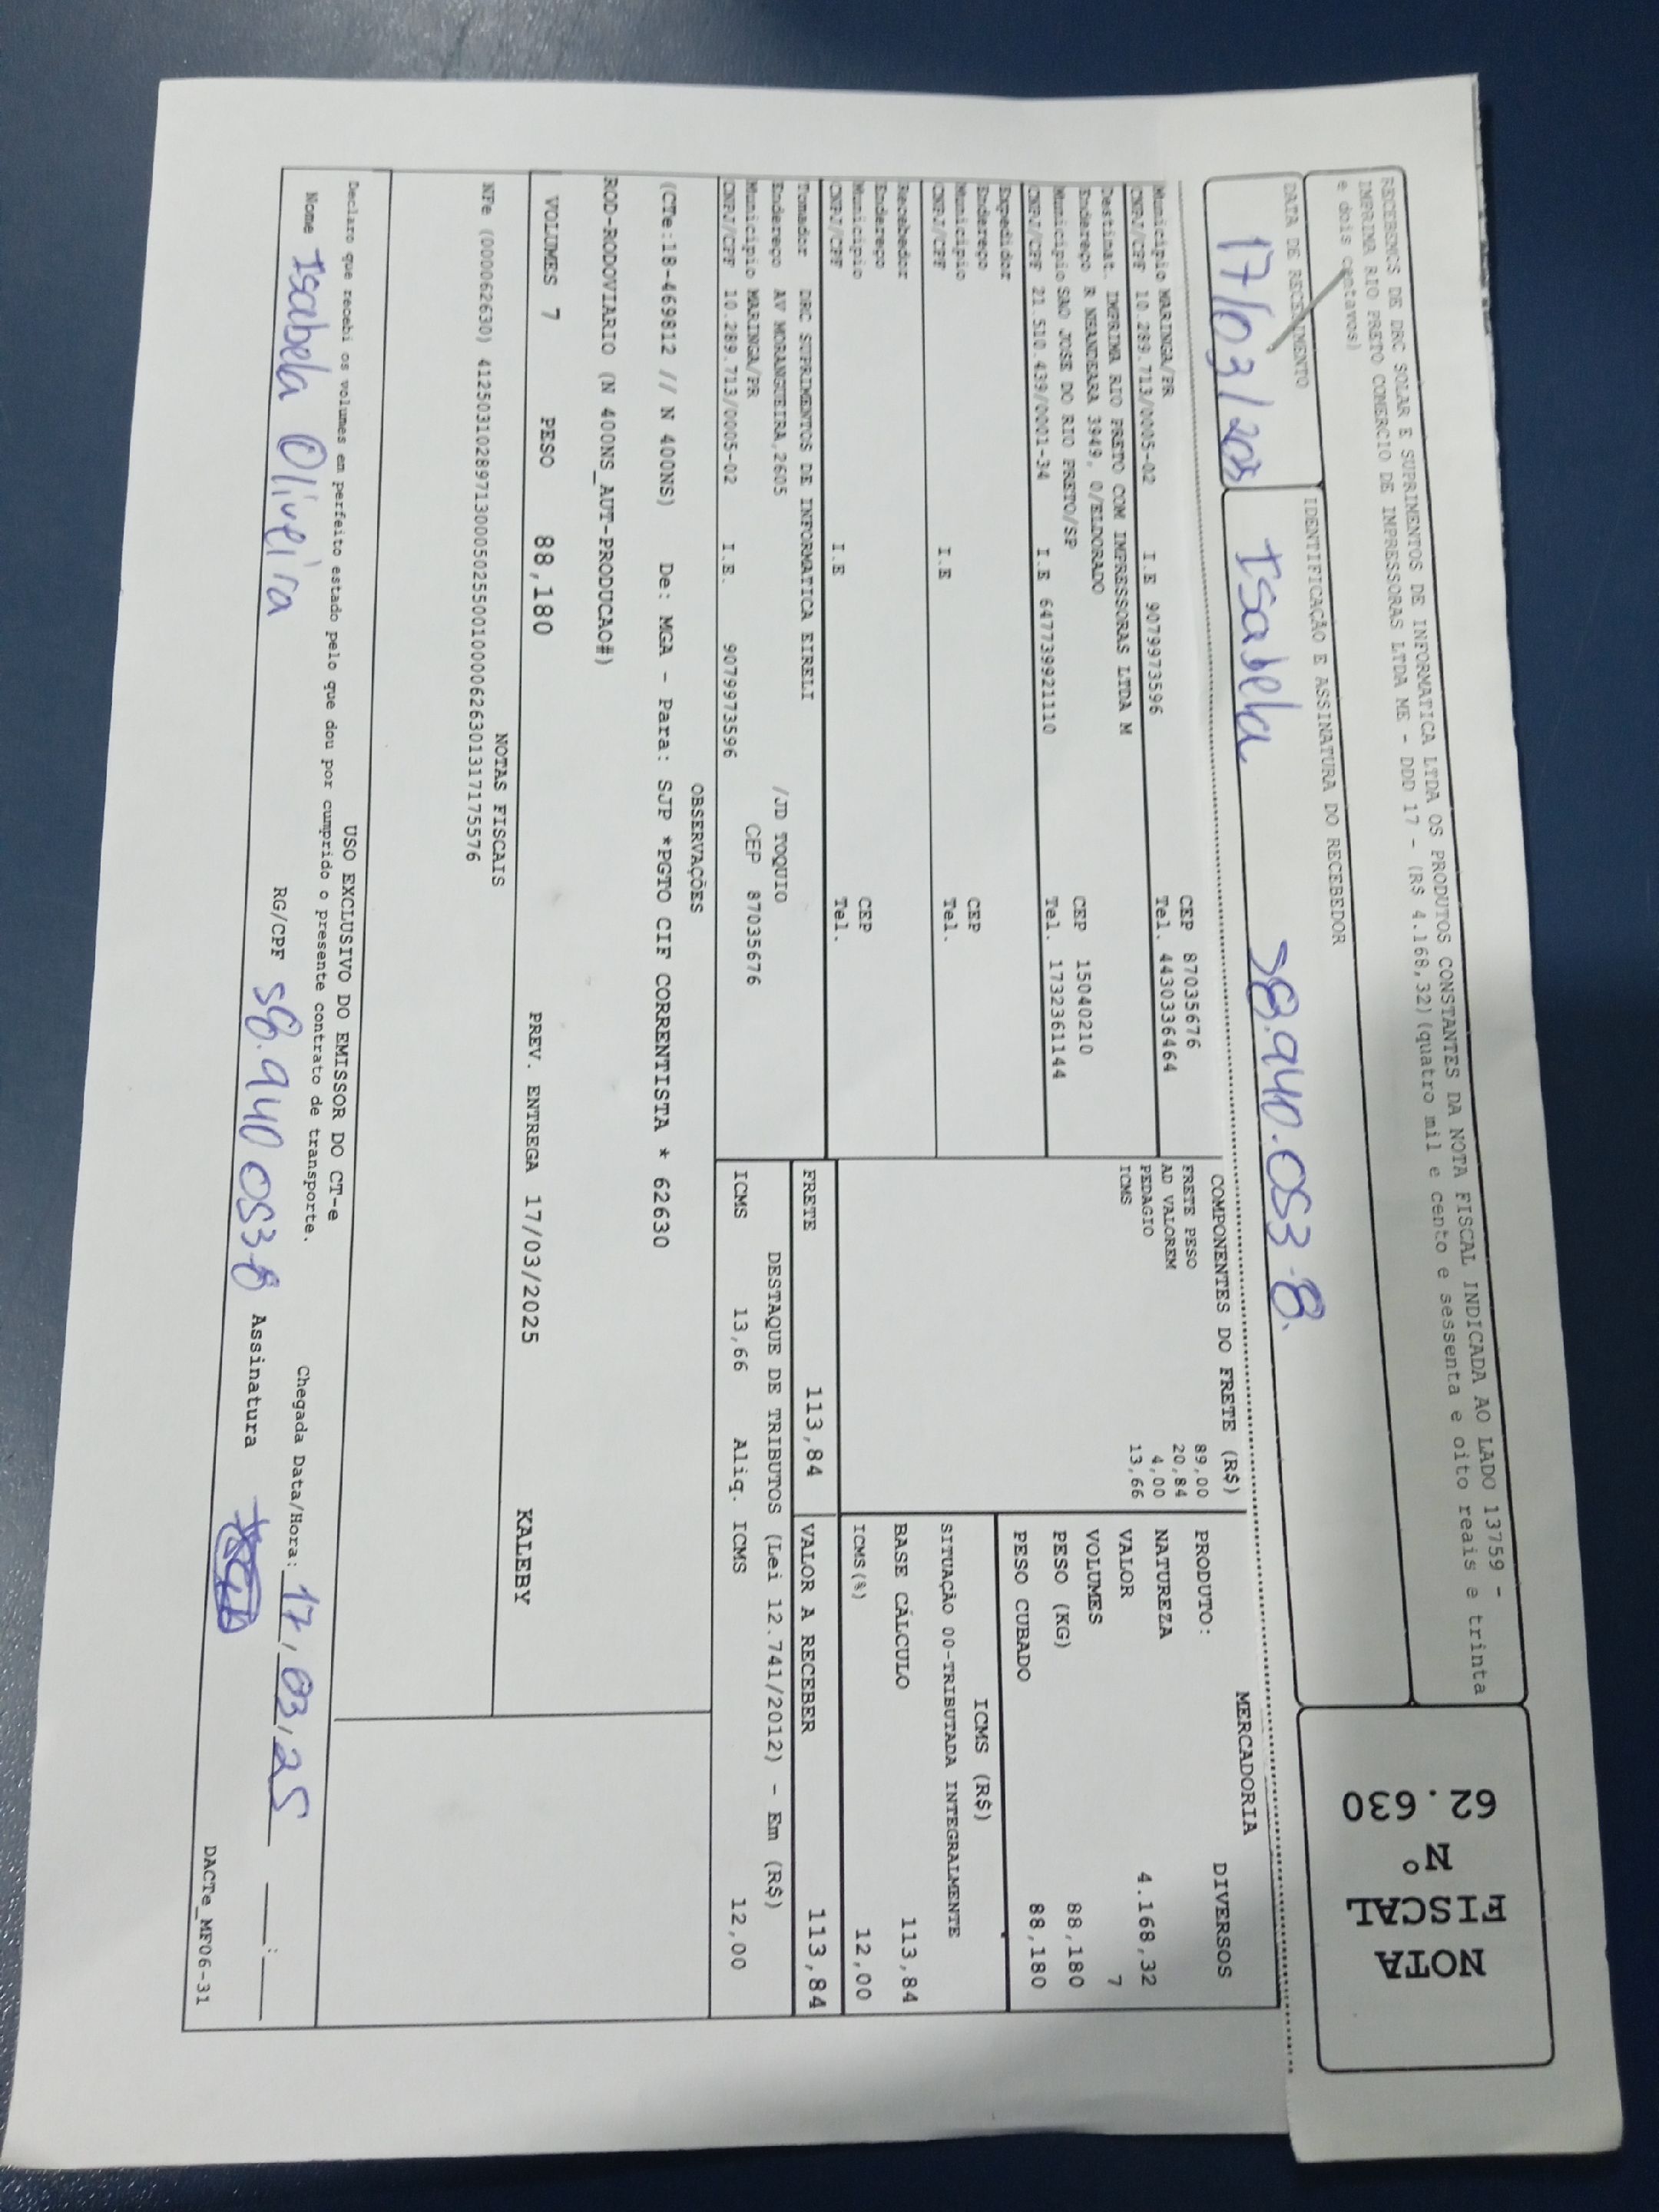 RECEBEMOS DE DRC SOLAR E SUPRIMENTOS DE INFORMATICA LTDA OS PRODUTOS CONSTANTES DA NOTA FISCAL INDICADA AO LADO 13759 -
IMPRIMA RIO PRETO COMERCIO DE IMPRESSORAS LTDA ME - DDD 17 - (R$ 4.168,32) (quatro mil e cento e sessenta e oito reais e trinta
e dois centavos)
DATA DE RECEBIMENTO
IDENTIFICAÇÃO E ASSINATURA DO RECEBEDOR
17/03/2025 Isabela 58.940.053-8.
NOTA
FISCAL
Nº
62.630
Município MARINGA/PR CEP 87035676
CNPJ/CPF 10.289.713/0005-02 I.E 9079973596 Tel. 4430336464
Destinat. IMPRIMA RIO PRETO COM IMPRESSORAS LTDA M
Endereço R NHANDEARA 3949, 0/ELDORADO CEP 15040210
Município SAO JOSE DO RIO PRETO/SP
CNPJ/CPF 21.510.439/0001-34 I.E 647739921110 Tel. 1732361144
Expedidor
Endereço CEP
Município
CNPJ/CPF I.E Tel.
Recebedor
Endereço CEP
Município
CNPJ/CPF I.E Tel.
Tomador DRC SUPRIMENTOS DE INFORMATICA EIRELI
Endereço AV MORANGUEIRA, 2605 /JD TOQUIO
Município MARINGA/PR CEP 87035676
CNPJ/CPF 10.289.713/0005-02 I.E. 9079973596
COMPONENTES DO FRETE (R$)
FRETE PESO 89,00
AD VALOREM 20,84
PEDAGIO 4,00
ICMS 13,66
MERCADORIA
PRODUTO: DIVERSOS
NATUREZA
VALOR 4.168,32
VOLUMES 7
PESO (KG) 88,180
PESO CUBADO 88,180
ICMS (R$)
SITUAÇÃO 00-TRIBUTADA INTEGRALMENTE
BASE CÁLCULO 113,84
ICMS(%) 12,00
FRETE 113,84 VALOR A RECEBER 113,84
DESTAQUE DE TRIBUTOS (Lei 12.741/2012) - Em (R$)
ICMS 13,66 Aliq. ICMS 12,00
OBSERVAÇÕES
(CTe:18-469812 // N 400NS) De: MGA - Para: SJP *PGTO CIF CORRENTISTA * 62630
ROD-RODOVIARIO (N 400NS_AUT-PRODUCAO#)
VOLUMES 7 PESO 88,180 PREV. ENTREGA 17/03/2025 KALEBY
NOTAS FISCAIS
NFe (000062630) 41250310289713000502550010000626301317175576
USO EXCLUSIVO DO EMISSOR DO CT-e
Declaro que recebi os volumes em perfeito estado pelo que dou por cumprido o presente contrato de transporte.
Chegada Data/Hora: 17/03/25 __:__
Nome Isabela Oliveira RG/CPF 58.940 053-8 Assinatura
DACTe_MF06-31